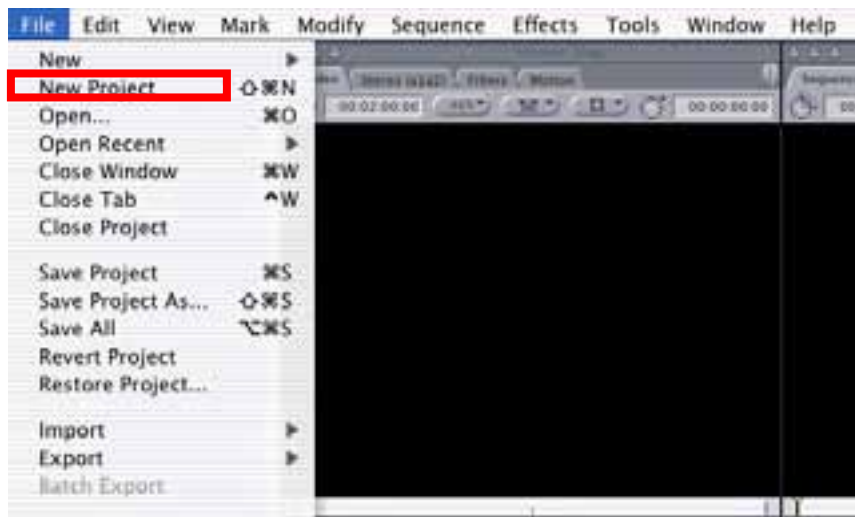 File Edit View Mark Modify Sequence Effects Tools Window Help
New
New Project ⇧⌘N
Open... ⌘O
Open Recent
Close Window ⌘W
Close Tab ^W
Close Project
Save Project ⌘S
Save Project As... ⇧⌘S
Save All ⌥⌘S
Revert Project
Restore Project...
Import
Export
Batch Export
Filters Motion
00:02:00:00 00:00:00:00